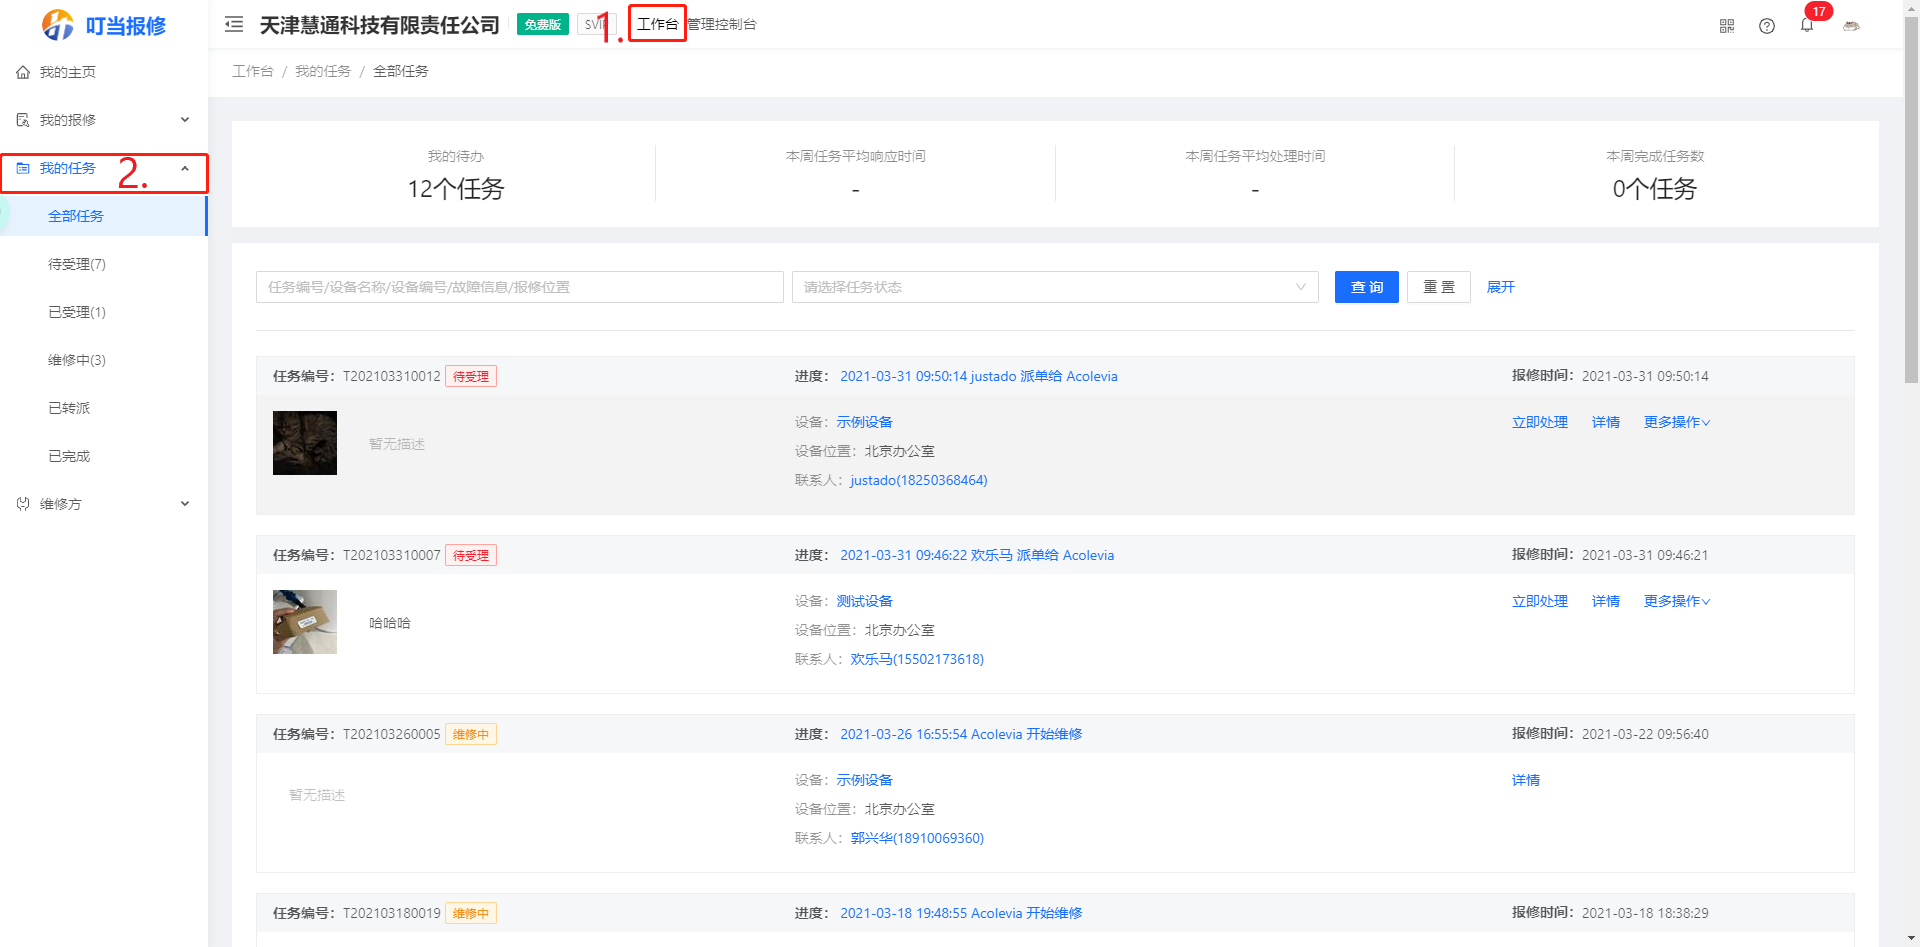 叮当报修
天津慧通科技有限责任公司 免费版 1. 工作台 管理控制台 17
工作台 / 我的任务 / 全部任务
我的主页
我的报修
我的任务 2.
全部任务
待受理(7)
已受理(1)
维修中(3)
已转派
已完成
维修方
我的待办 本周任务平均响应时间 本周任务平均处理时间 本周完成任务数
12个任务 - - 0个任务
任务编号/设备名称/设备编号/故障信息/报修位置 请选择任务状态 查 询 重 置 展开
任务编号：T202103310012 待受理 进度：2021-03-31 09:50:14 justado 派单给 Acolevia 报修时间：2021-03-31 09:50:14
暂无描述
设备：示例设备 立即处理 详情 更多操作
设备位置：北京办公室
联系人：justado(18250368464)
任务编号：T202103310007 待受理 进度：2021-03-31 09:46:22 欢乐马 派单给 Acolevia 报修时间：2021-03-31 09:46:21
哈哈哈
设备：测试设备 立即处理 详情 更多操作
设备位置：北京办公室
联系人：欢乐马(15502173618)
任务编号：T202103260005 维修中 进度：2021-03-26 16:55:54 Acolevia 开始维修 报修时间：2021-03-22 09:56:40
暂无描述
设备：示例设备 详情
设备位置：北京办公室
联系人：郭兴华(18910069360)
任务编号：T202103180019 维修中 进度：2021-03-18 19:48:55 Acolevia 开始维修 报修时间：2021-03-18 18:38:29